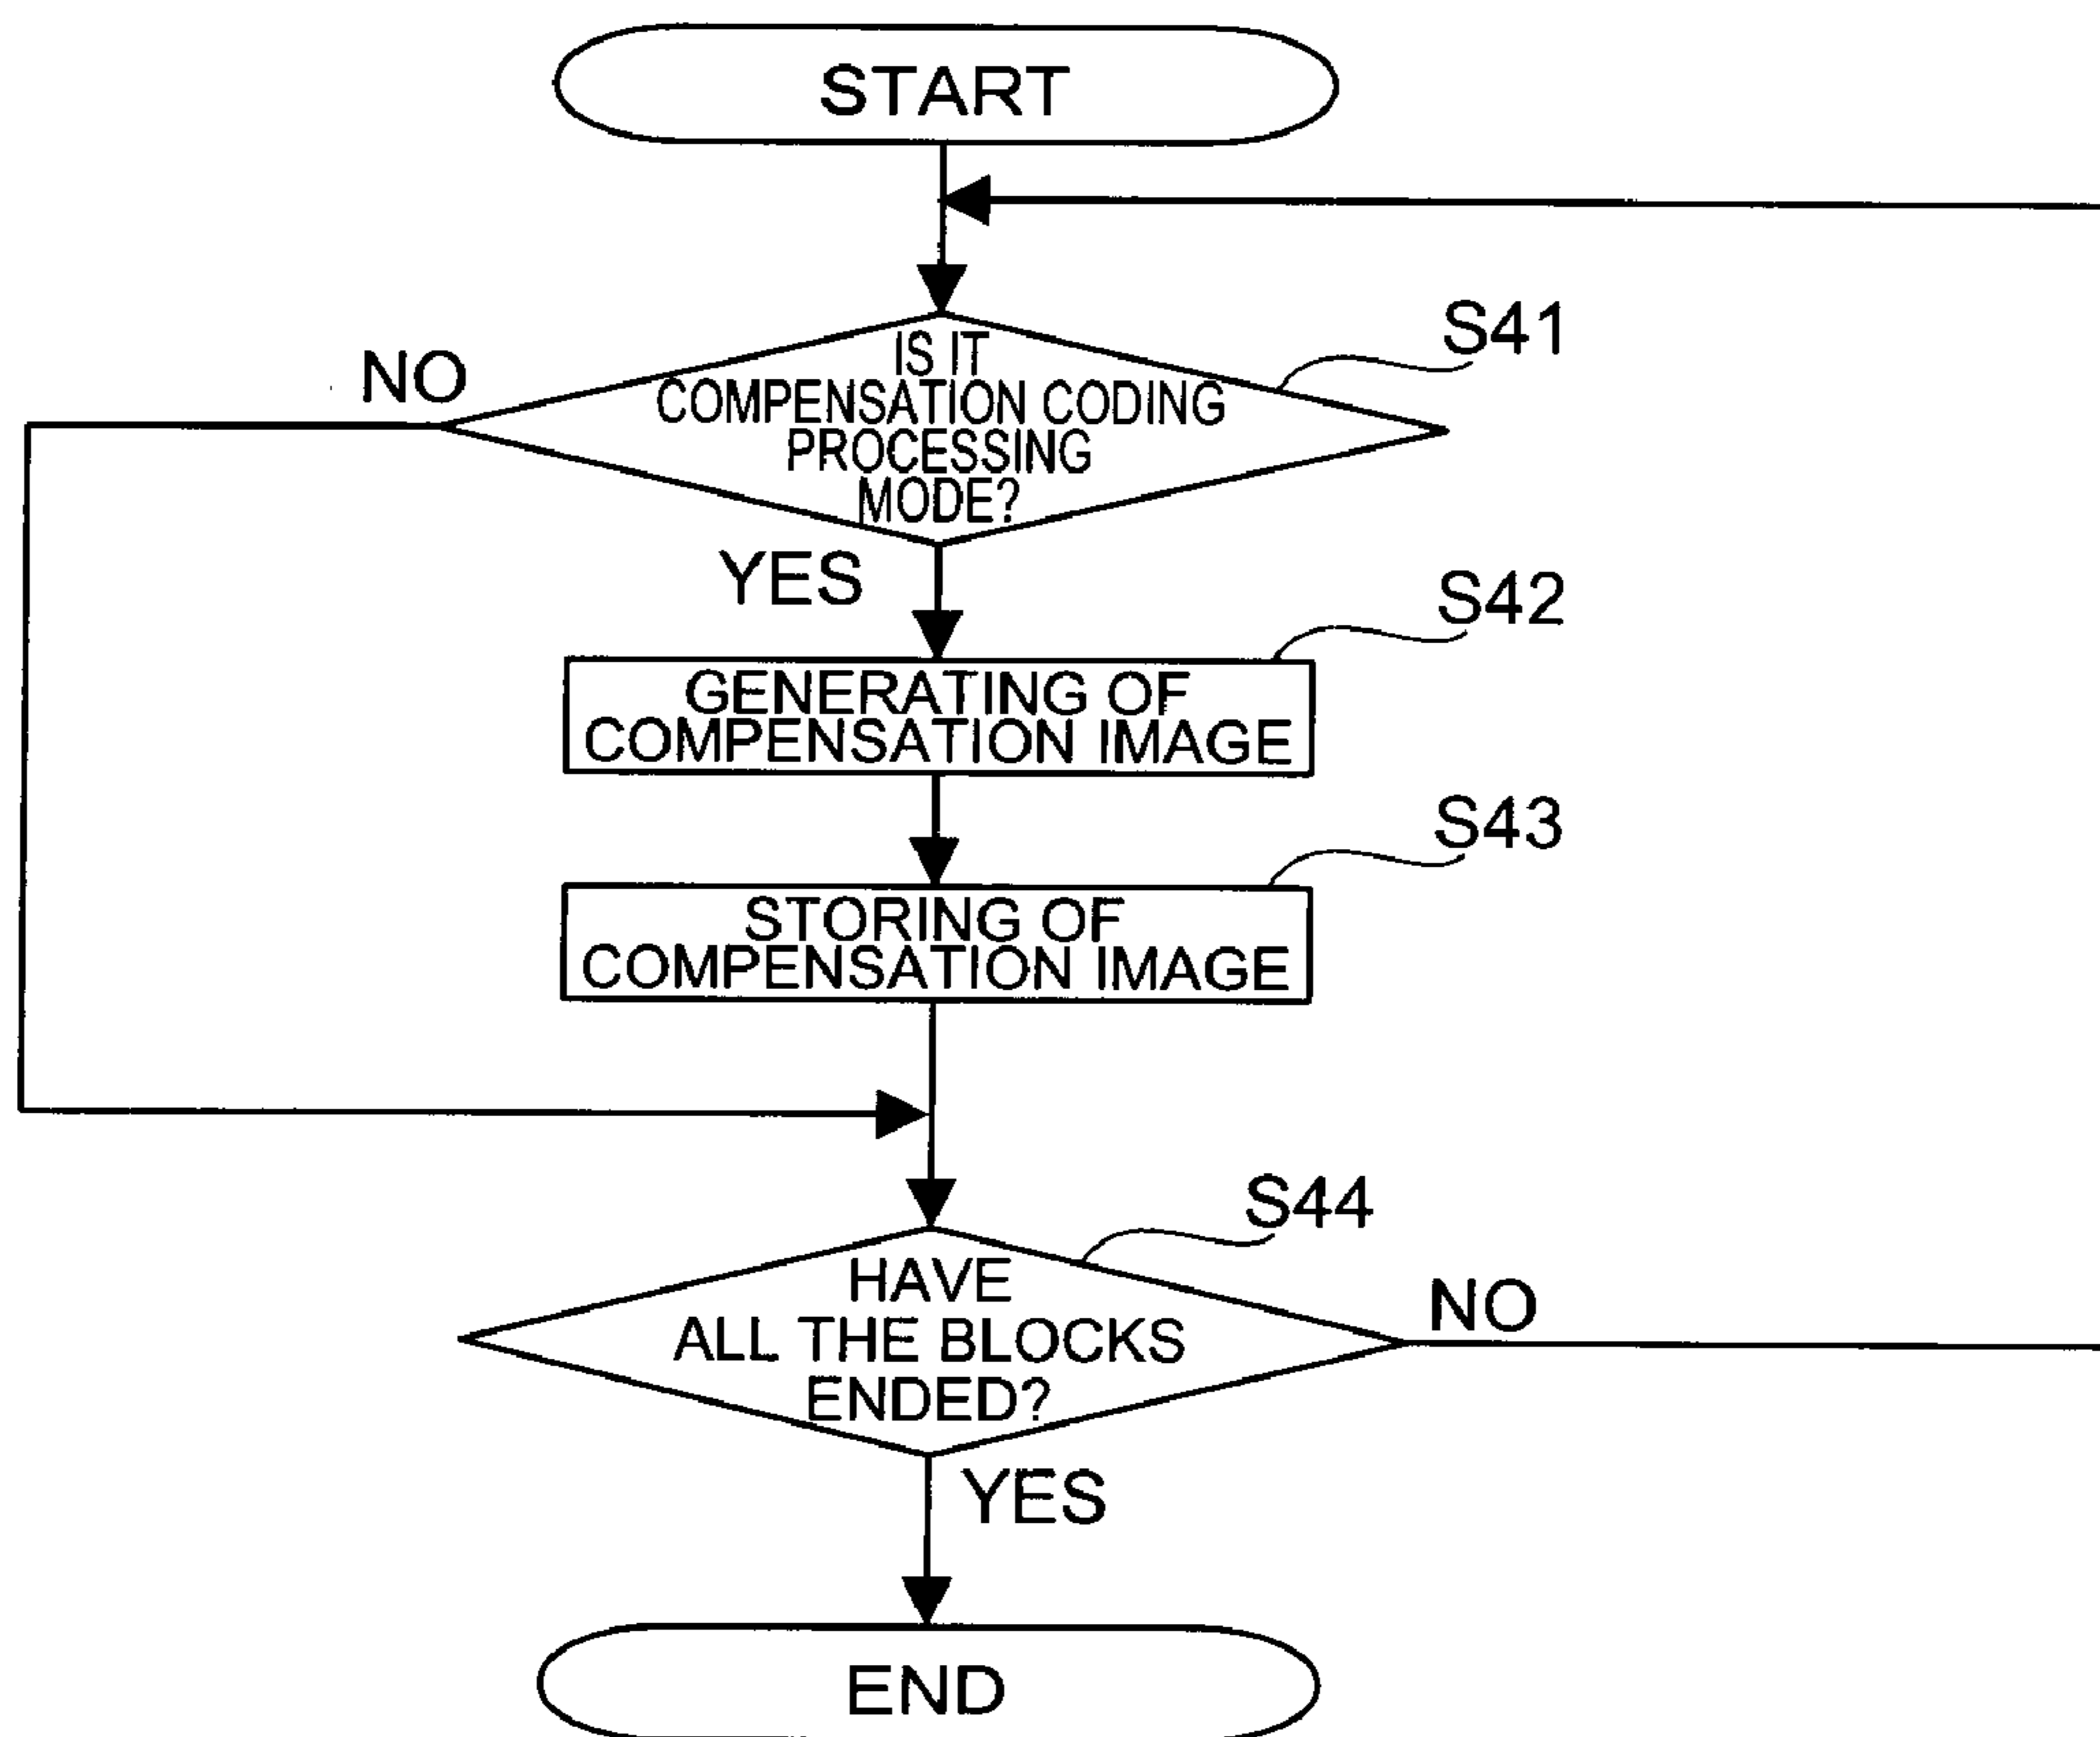 START
S41
NO
IS IT
COMPENSATION CODING
PROCESSING
MODE?
YES
S42
GENERATING OF
COMPENSATION IMAGE
S43
STORING OF
COMPENSATION IMAGE
S44
HAVE
ALL THE BLOCKS
ENDED?
NO
YES
END